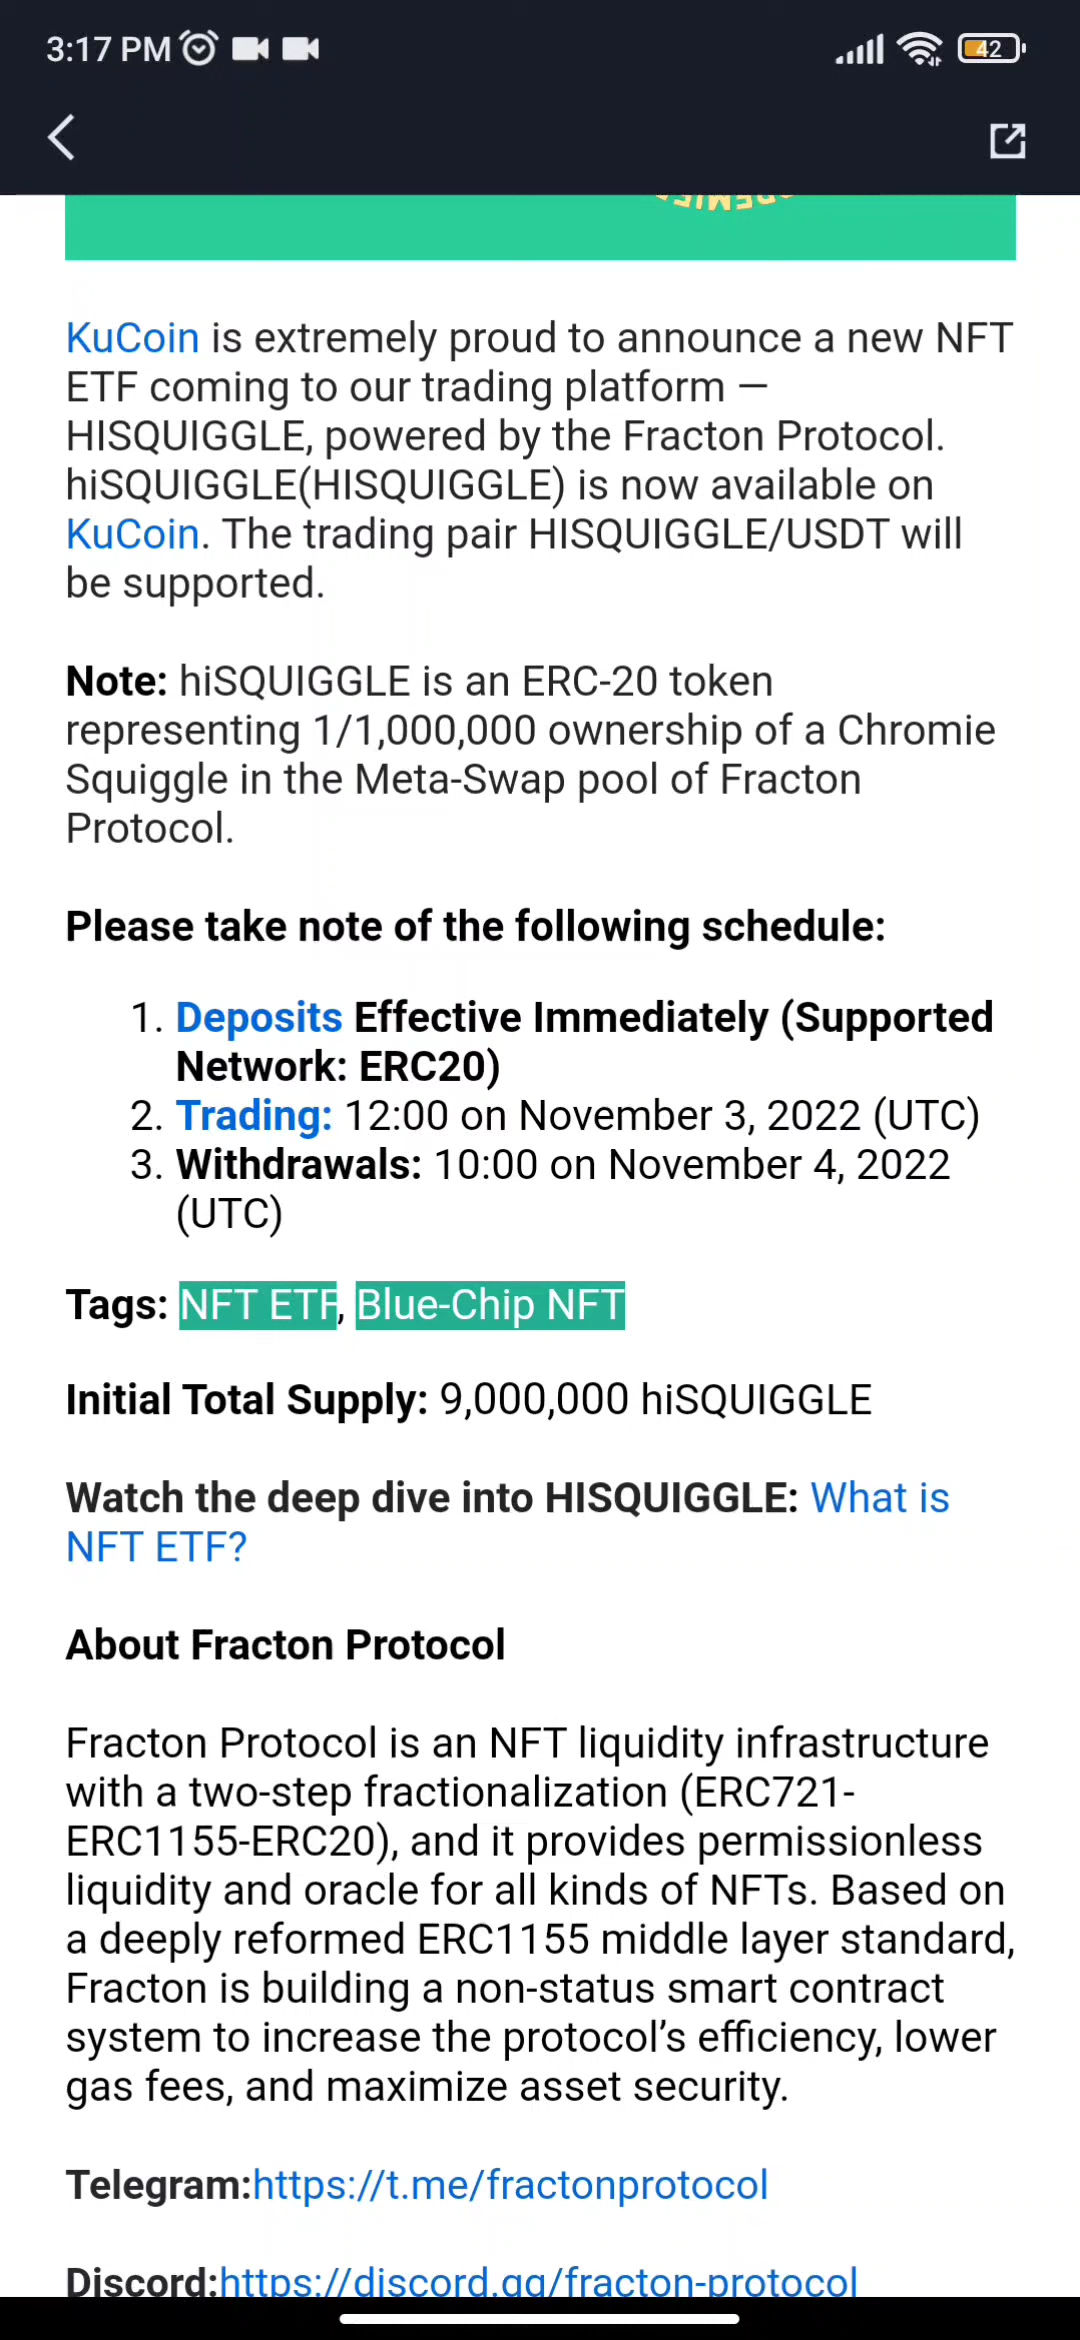 3:17 PM
42
PREMIE
KuCoin is extremely proud to announce a new NFT
ETF coming to our trading platform —
HISQUIGGLE, powered by the Fracton Protocol.
hiSQUIGGLE(HISQUIGGLE) is now available on
KuCoin. The trading pair HISQUIGGLE/USDT will
be supported.
Note: hiSQUIGGLE is an ERC-20 token
representing 1/1,000,000 ownership of a Chromie
Squiggle in the Meta-Swap pool of Fracton
Protocol.
Please take note of the following schedule:
1. Deposits Effective Immediately (Supported
Network: ERC20)
2. Trading: 12:00 on November 3, 2022 (UTC)
3. Withdrawals: 10:00 on November 4, 2022
(UTC)
Tags: NFT ETF, Blue-Chip NFT
Initial Total Supply: 9,000,000 hiSQUIGGLE
Watch the deep dive into HISQUIGGLE: What is
NFT ETF?
About Fracton Protocol
Fracton Protocol is an NFT liquidity infrastructure
with a two-step fractionalization (ERC721-
ERC1155-ERC20), and it provides permissionless
liquidity and oracle for all kinds of NFTs. Based on
a deeply reformed ERC1155 middle layer standard,
Fracton is building a non-status smart contract
system to increase the protocol’s efficiency, lower
gas fees, and maximize asset security.
Telegram:https://t.me/fractonprotocol
Discord:https://discord.gg/fracton-protocol